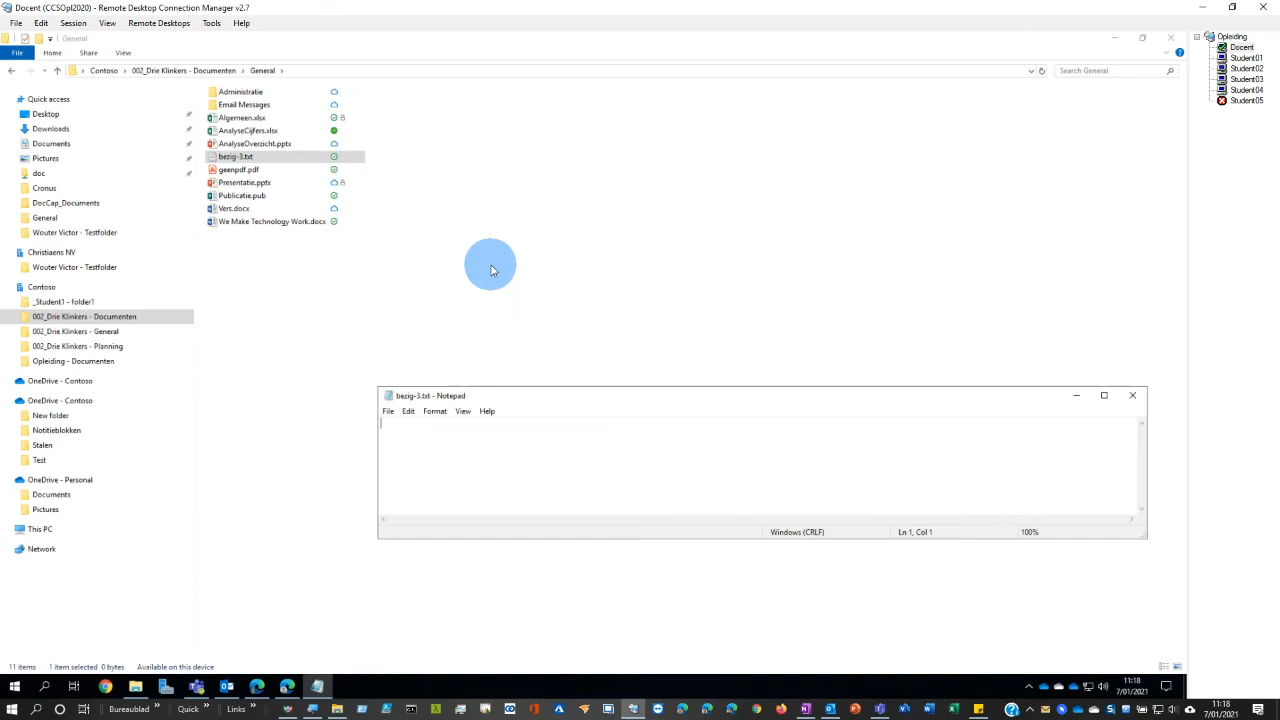 Docent (CCSOpl2020) - Remote Desktop Connection Manager v2.7
File Edit Session View Remote Desktops Tools Help
General
File Home Share View
Contoso 002_Drie Klinkers - Documenten General
Search General
Quick access
Desktop
Downloads
Documents
Pictures
doc
Cronus
DocCap_Documents
General
Wouter Victor - Testfolder
Christiaens NV
Wouter Victor - Testfolder
Contoso
_Student1 - folder1
002_Drie Klinkers - Documenten
002_Drie Klinkers - General
002_Drie Klinkers - Planning
Opleiding - Documenten
OneDrive - Contoso
OneDrive - Contoso
New folder
Notitieblokken
Stalen
Test
OneDrive - Personal
Documents
Pictures
This PC
Network
Administratie
Email Messages
Algemeen.xlsx
AnalyseCijfers.xlsx
AnalyseOverzicht.pptx
bezig-3.txt
geenpdf.pdf
Presentatie.pptx
Publicatie.pub
Vers.docx
We Make Technology Work.docx
bezig-3.txt - Notepad
File Edit Format View Help
Windows (CRLF) Ln 1, Col 1 100%
Opleiding
Docent
Student01
Student02
Student03
Student04
Student05
11 items 1 item selected 0 bytes Available on this device
11:18
7/01/2021
Bureaublad Quick Links
11:18
7/01/2021